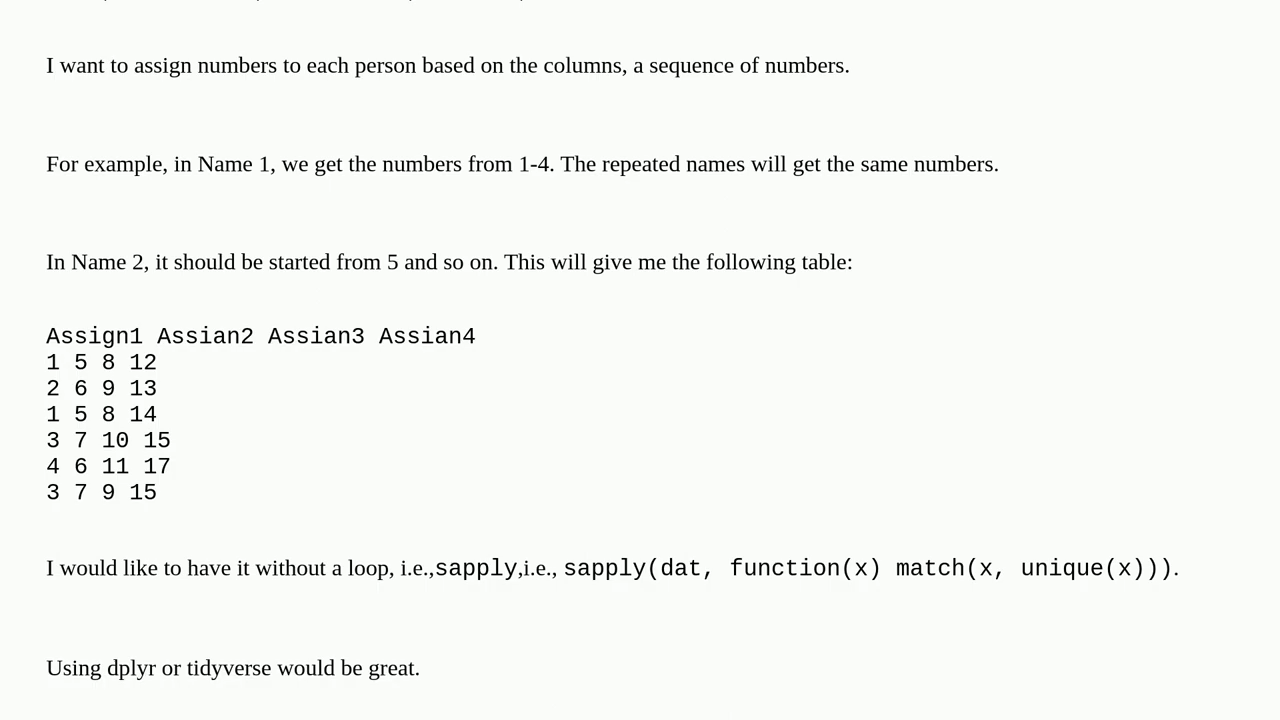 I want to assign numbers to each person based on the columns, a sequence of numbers.
For example, in Name 1, we get the numbers from 1-4. The repeated names will get the same numbers.
In Name 2, it should be started from 5 and so on. This will give me the following table:
Assign1 Assian2 Assian3 Assian4
1 5 8 12
2 6 9 13
1 5 8 14
3 7 10 15
4 6 11 17
3 7 9 15
I would like to have it without a loop, i.e.,sapply,i.e., sapply(dat, function(x) match(x, unique(x))).
Using dplyr or tidyverse would be great.